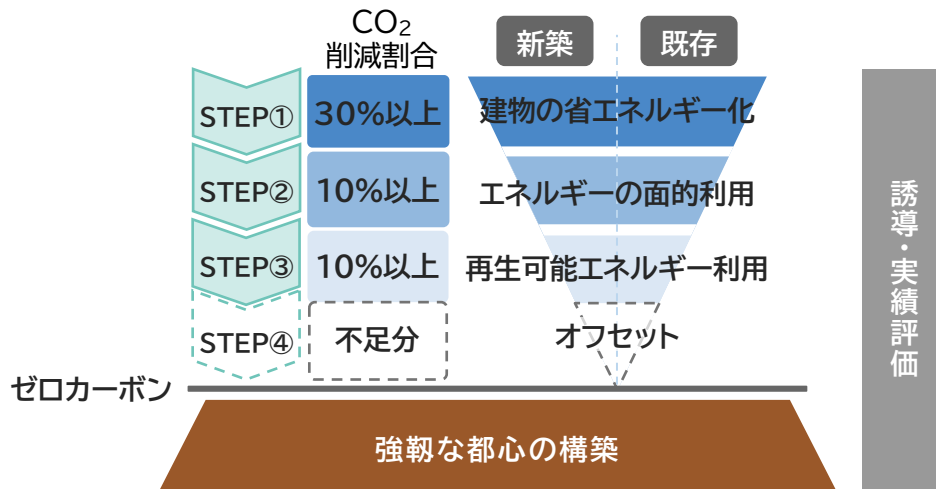 CO₂
削減割合
新築
既存
STEP①
30%以上
建物の省エネルギー化
STEP②
10%以上
エネルギーの面的利用
STEP③
10%以上
再生可能エネルギー利用
STEP④
不足分
オフセット
ゼロカーボン
強靱な都心の構築
誘導・実績評価